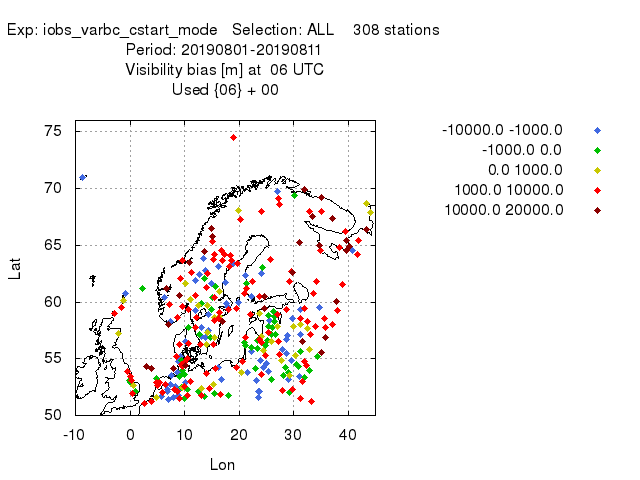 Exp: iobs_varbc_cstart_mode Selection: ALL 308 stations
Period: 20190801-20190811
Visibility bias [m] at 06 UTC
Used {06} + 00
-10000.0 -1000.0
-1000.0 0.0
0.0 1000.0
1000.0 10000.0
10000.0 20000.0
75
70
65
60
55
50
Lat
-10 0 10 20 30 40
Lon